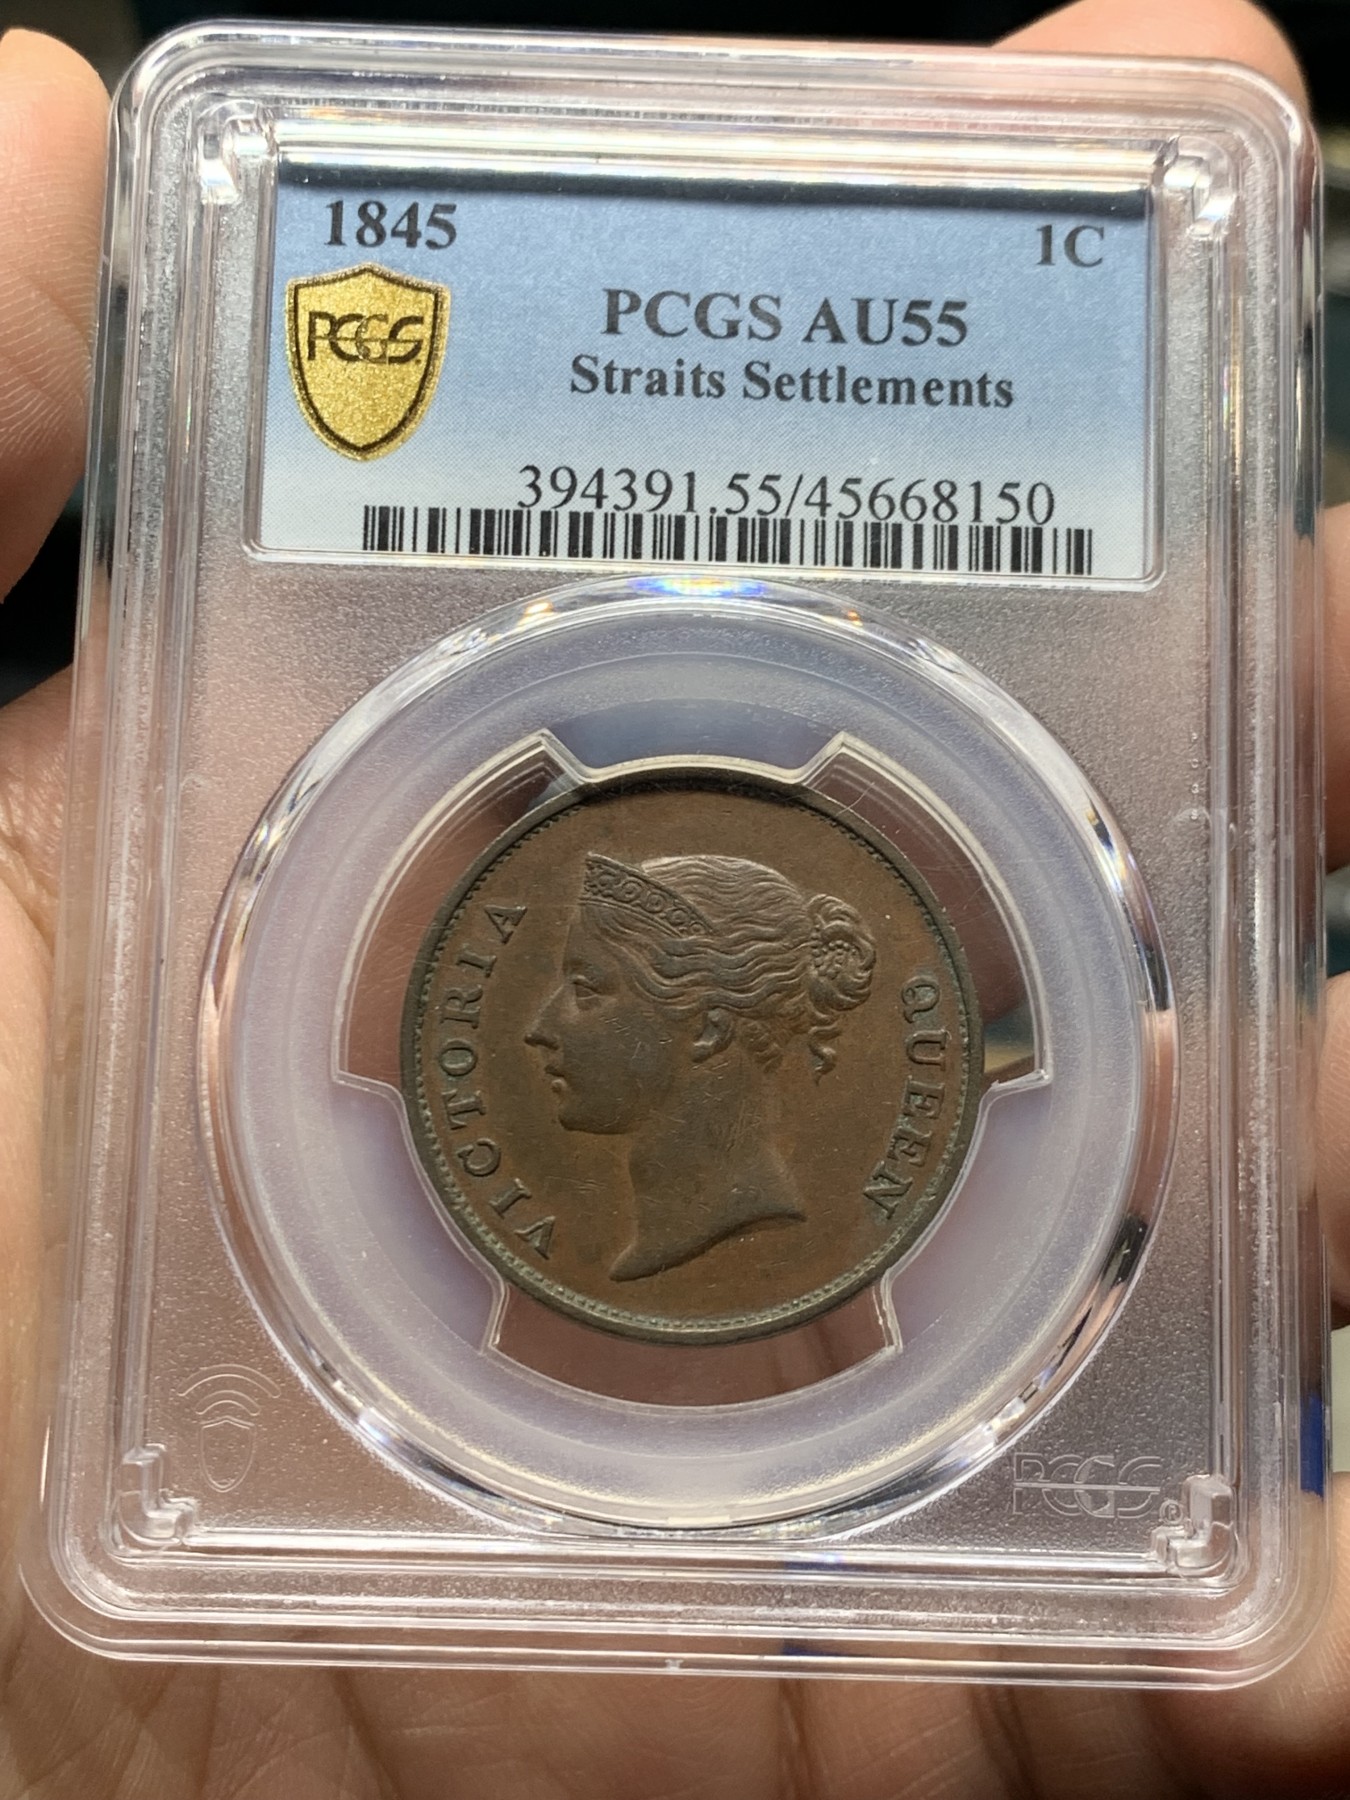 1845
1C
PCGS
PCGS AU55
Straits Settlements
394391.55/45668150
VICTORIA
QUEEN
PCGS